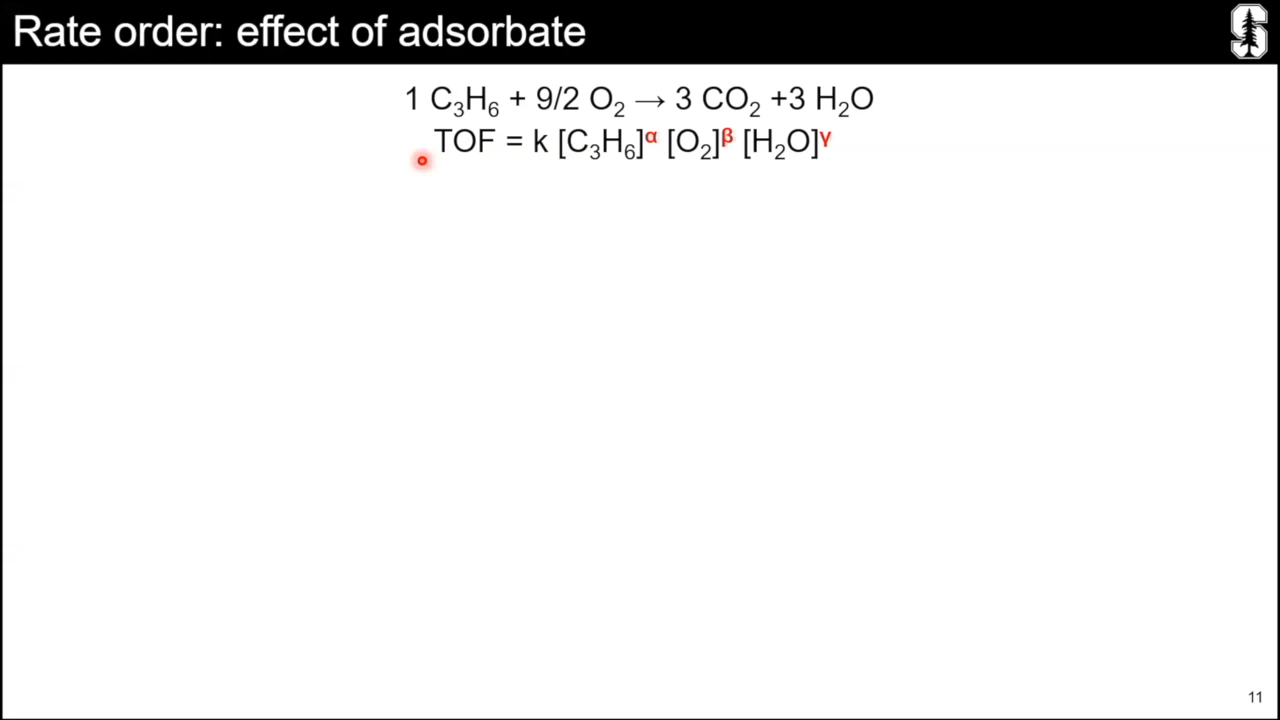 Rate order: effect of adsorbate
1 C₃H₆ + 9/2 O₂ → 3 CO₂ +3 H₂O
TOF = k [C₃H₆]ᵅ [O₂]ᵝ [H₂O]ᵞ
11